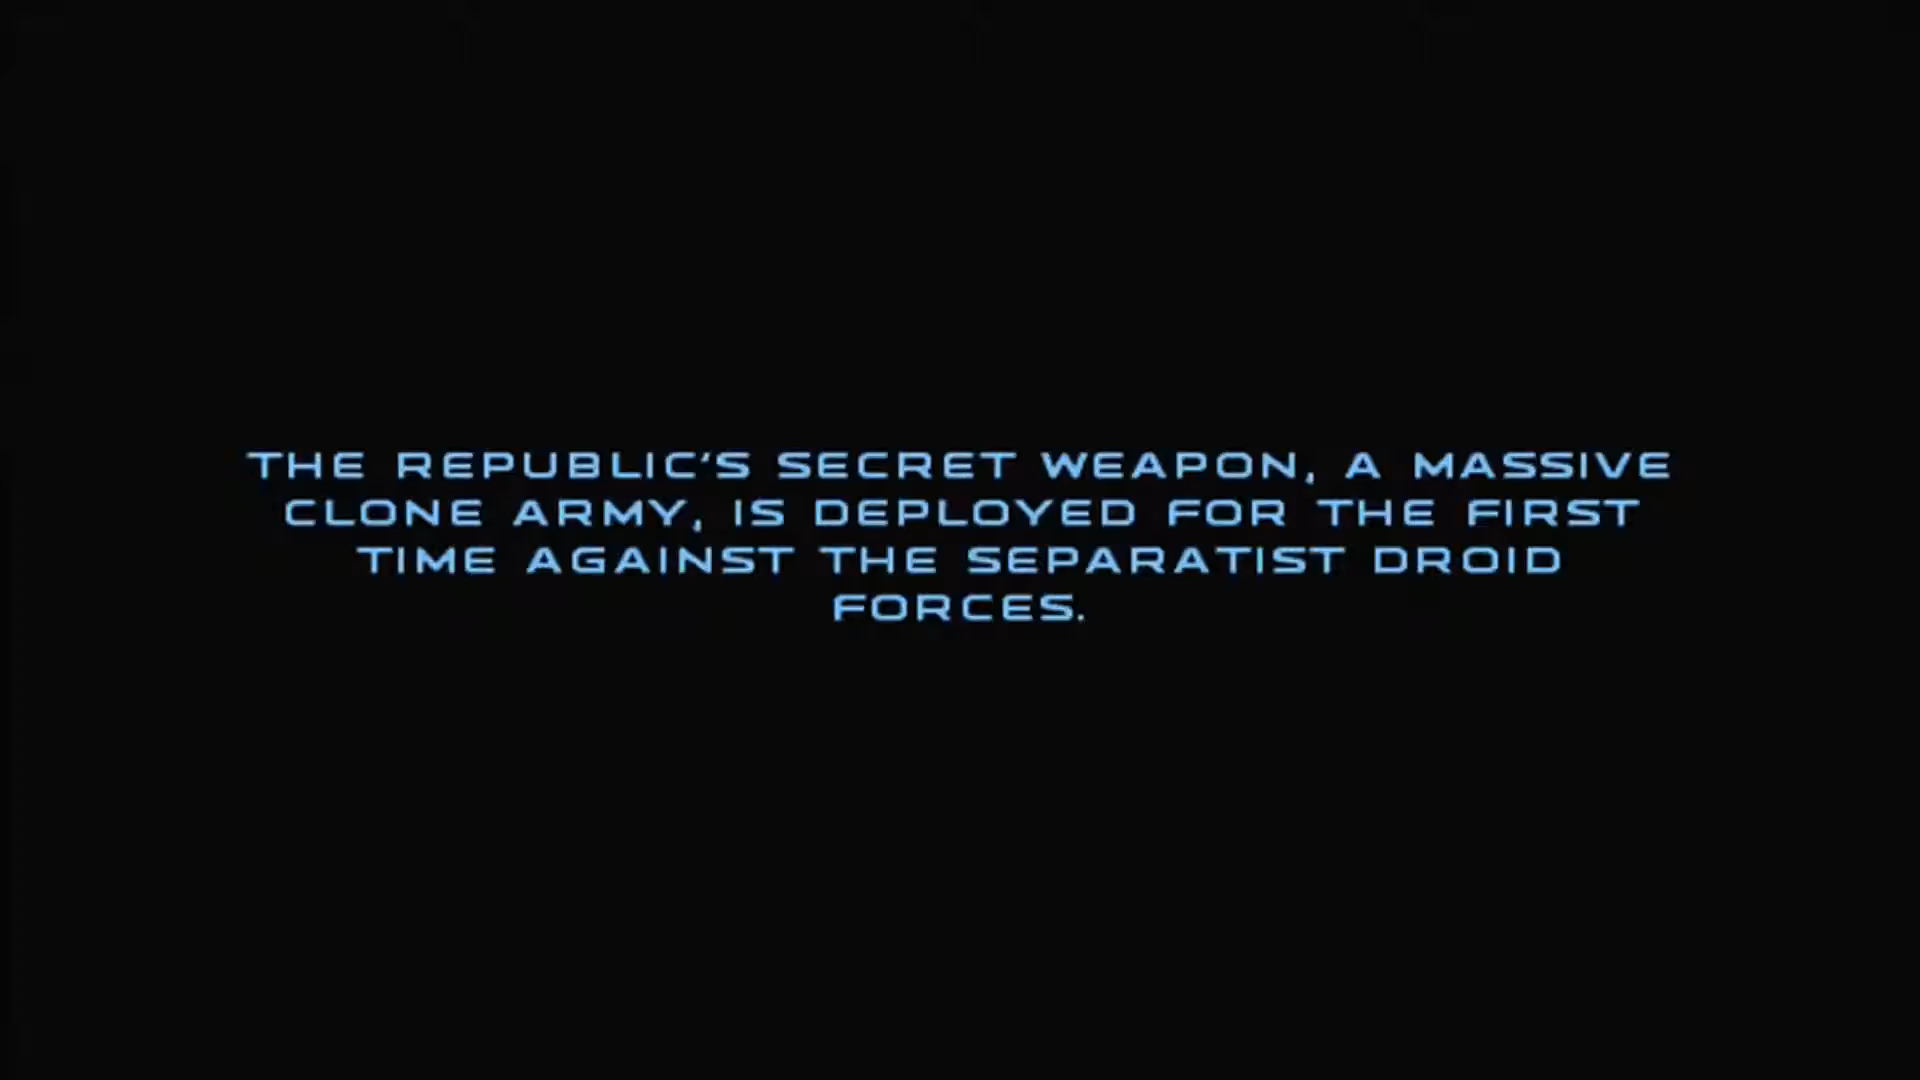 THE REPUBLIC'S SECRET WEAPON, A MASSIVE
CLONE ARMY, IS DEPLOYED FOR THE FIRST
TIME AGAINST THE SEPARATIST DROID
FORCES.